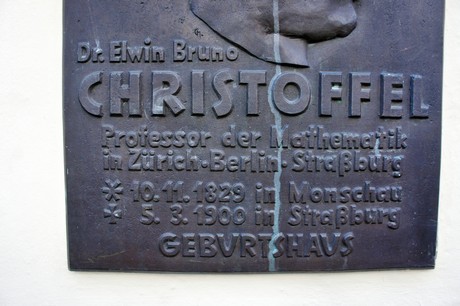 Dr. Elwin Bruno
CHRISTOFFEL
Professor der Mathematik
in Zürich · Berlin · Straßburg
* 10.11.1829 in Monschau
+ 5.3.1900 in Straßburg
GEBURTSHAUS